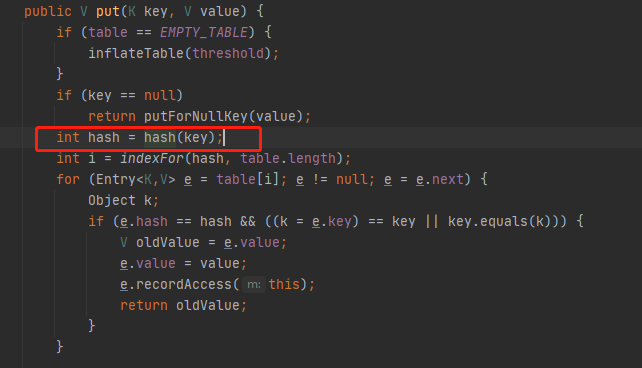 public V put(K key, V value) {
if (table == EMPTY_TABLE) {
inflateTable(threshold);
}
if (key == null)
return putForNullKey(value);
int hash = hash(key);
int i = indexFor(hash, table.length);
for (Entry<K,V> e = table[i]; e != null; e = e.next) {
Object k;
if (e.hash == hash && ((k = e.key) == key || key.equals(k))) {
V oldValue = e.value;
e.value = value;
e.recordAccess( m: this);
return oldValue;
}
}